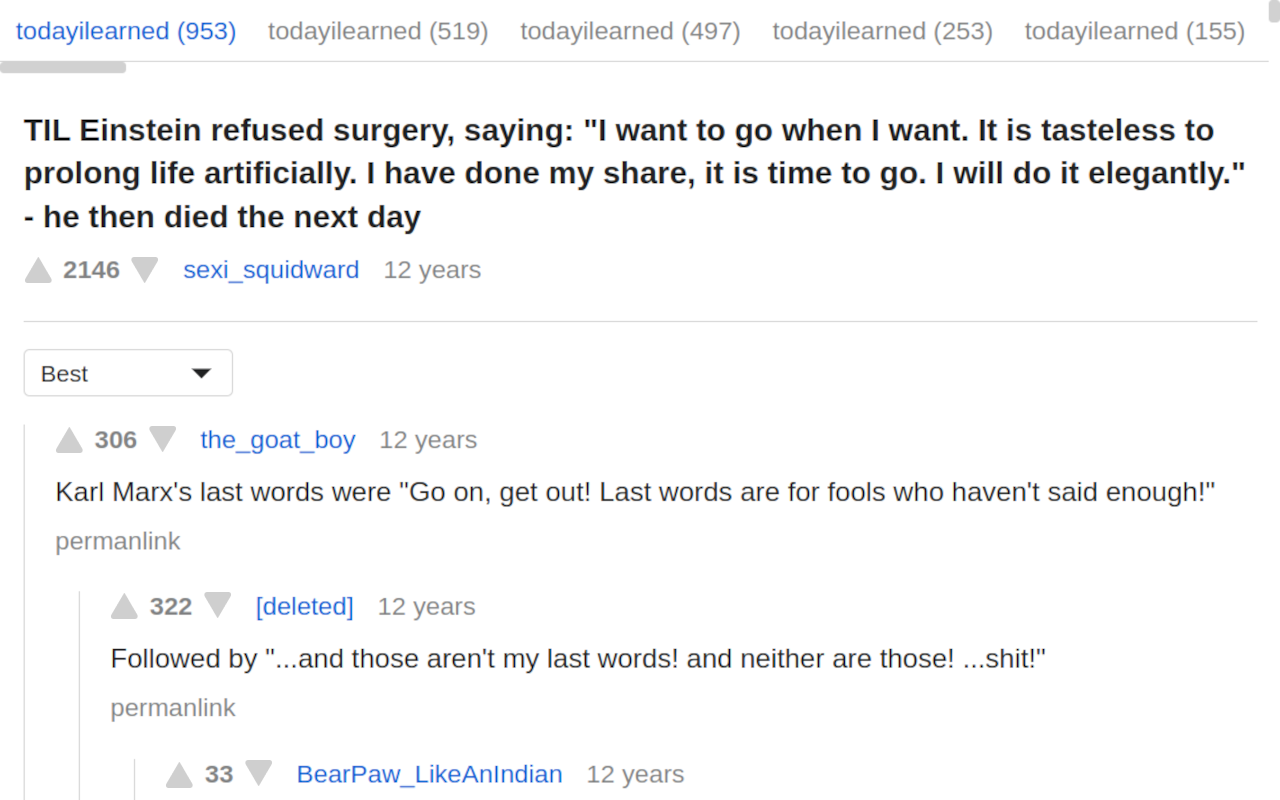 todayilearned (953) todayilearned (519) todayilearned (497) todayilearned (253) todayilearned (155)
TIL Einstein refused surgery, saying: "I want to go when I want. It is tasteless to
prolong life artificially. I have done my share, it is time to go. I will do it elegantly."
- he then died the next day
2146 sexi_squidward 12 years
Best
306 the_goat_boy 12 years
Karl Marx's last words were "Go on, get out! Last words are for fools who haven't said enough!"
permanlink
322 [deleted] 12 years
Followed by "...and those aren't my last words! and neither are those! ...shit!"
permanlink
33 BearPaw_LikeAnIndian 12 years